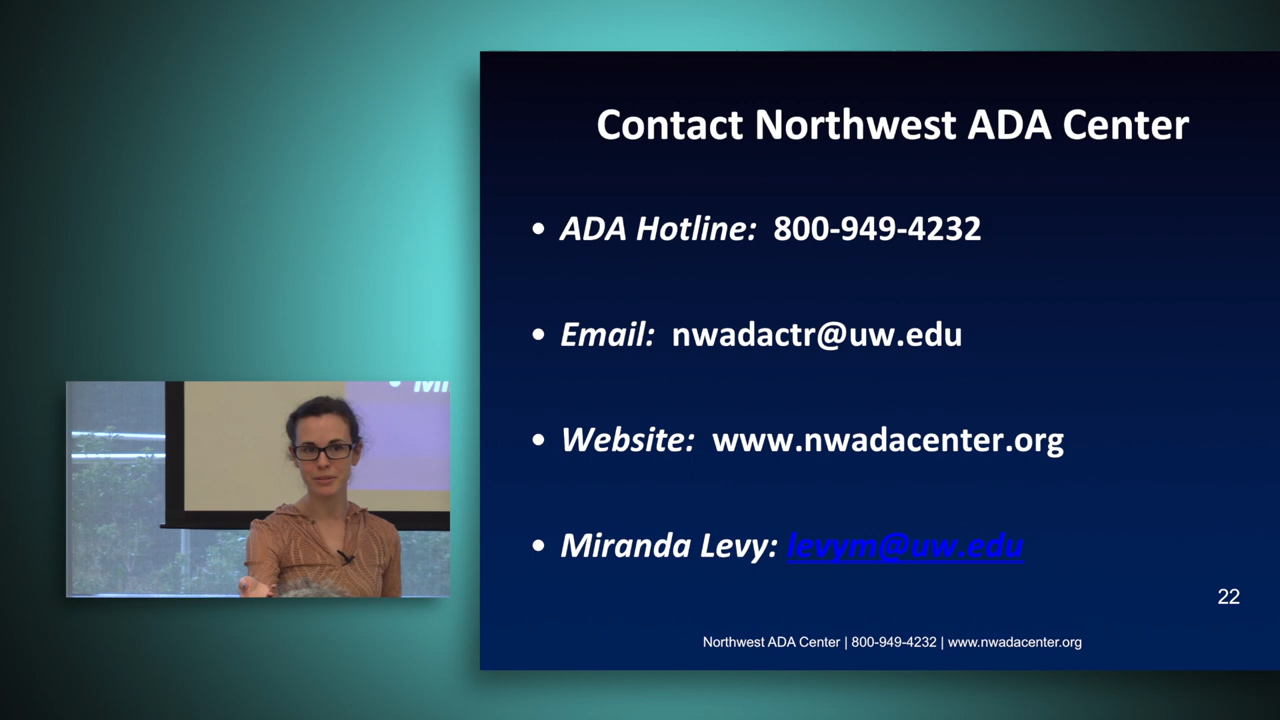 Contact Northwest ADA Center
• ADA Hotline: 800-949-4232
• Email: nwadactr@uw.edu
• Website: www.nwadacenter.org
• Miranda Levy: levym@uw.edu
22
Northwest ADA Center | 800-949-4232 | www.nwadacenter.org